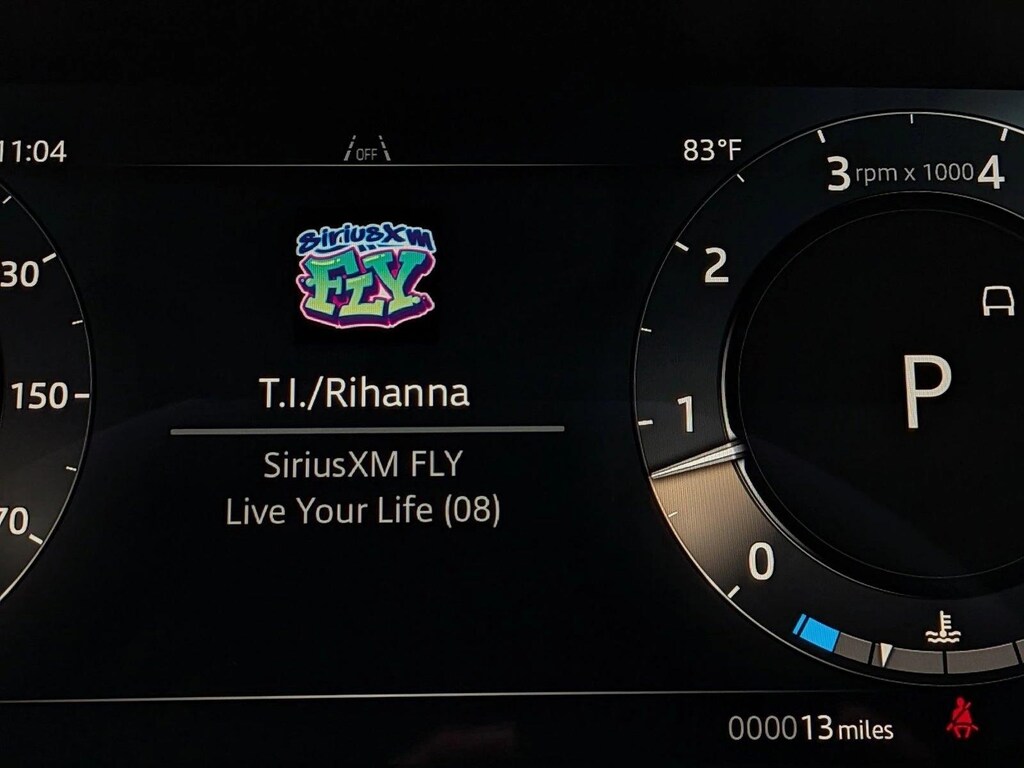 11:04
OFF
83°F
3 rpm x 1000 4
SiriusXM
FLY
2
30
T.I./Rihanna
150
1
P
SiriusXM FLY
Live Your Life (08)
70
0
000013 miles